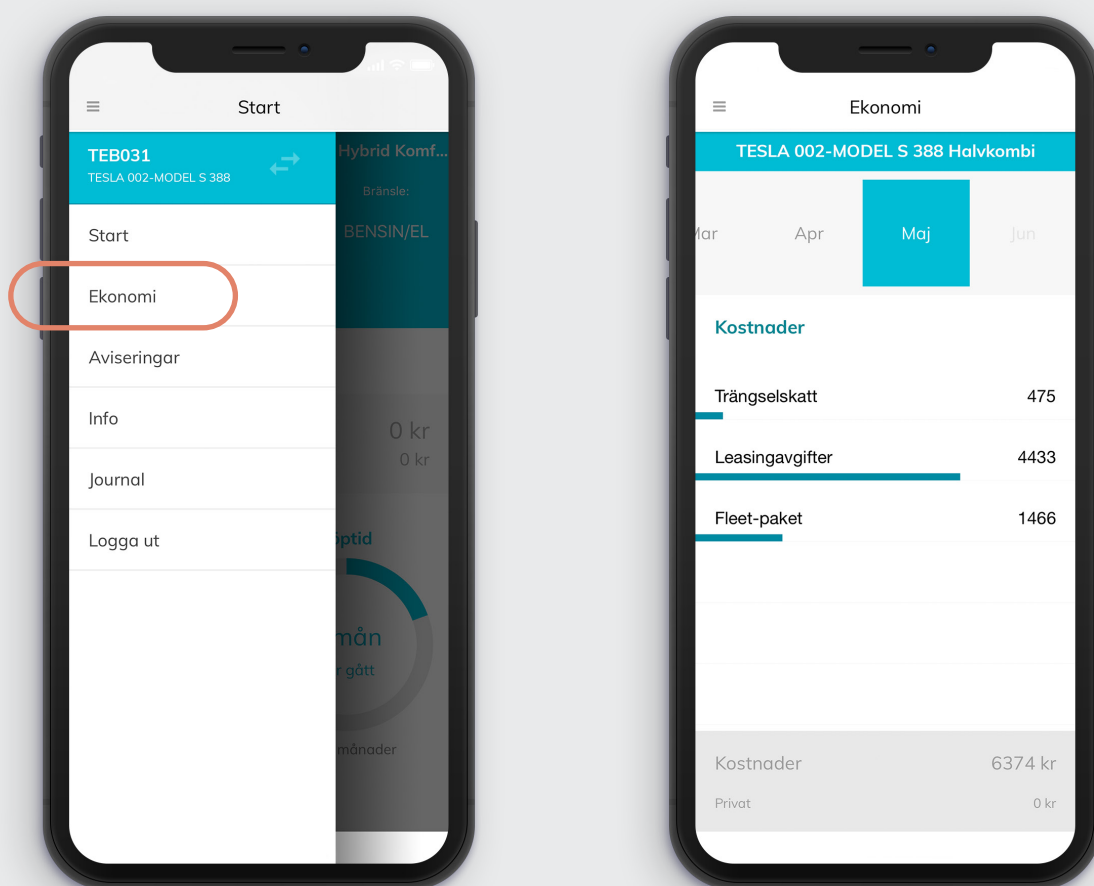 Start
TEB031
TESLA 002-MODEL S 388
Hybrid Komf...
Bränsle:
BENSIN/EL
Start
Ekonomi
Aviseringar
Info
Journal
Logga ut
0 kr
0 kr
mån
gått
månader
Ekonomi
TESLA 002-MODEL S 388 Halvkombi
Apr
Maj
Jun
Kostnader
Trängselskatt 475
Leasingavgifter 4433
Fleet-paket 1466
Kostnader 6374 kr
Privat 0 kr